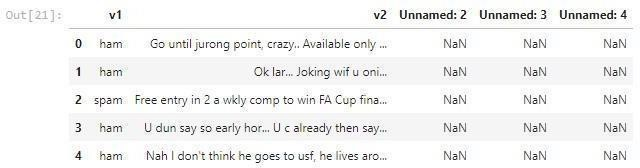 Out[21]:
v1 v2 Unnamed: 2 Unnamed: 3 Unnamed: 4
0 ham Go until jurong point, crazy.. Available only ... NaN NaN NaN
1 ham Ok lar... Joking wif u oni... NaN NaN NaN
2 spam Free entry in 2 a wkly comp to win FA Cup fina... NaN NaN NaN
3 ham U dun say so early hor... U c already then say... NaN NaN NaN
4 ham Nah I don't think he goes to usf, he lives aro... NaN NaN NaN